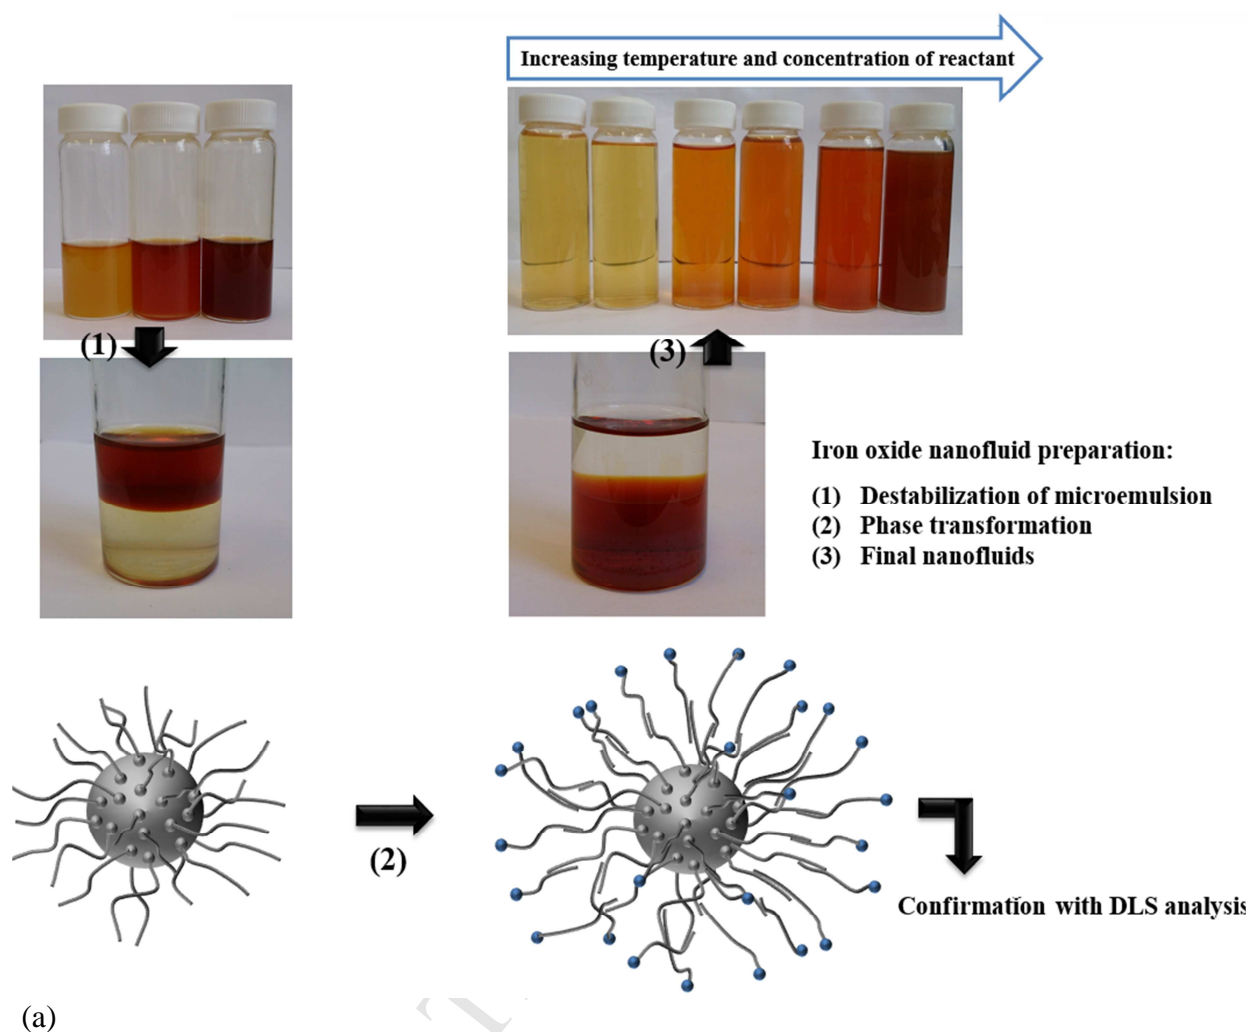 Increasing temperature and concentration of reactant
(1)
(3)
Iron oxide nanofluid preparation:
(1) Destabilization of microemulsion
(2) Phase transformation
(3) Final nanofluids
(2)
Confirmation with DLS analysis
(a)